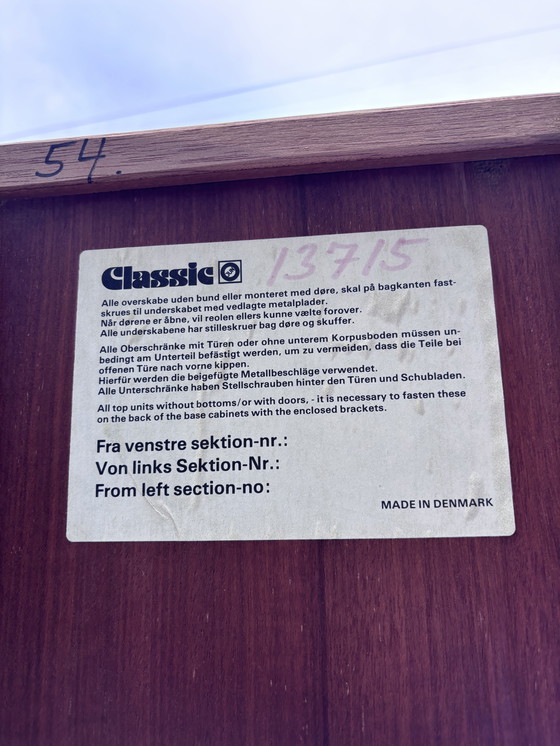 54.
Classic 13715
Alle overskabe uden bund eller monteret med døre, skal på bagkanten fast-
skrues til underskabet med vedlagte metalplader.
Når dørene er åbne, vil reolen ellers kunne vælte forover.
Alle underskabene har stilleskruer bag døre og skuffer.
Alle Oberschränke mit Türen oder ohne unterem Korpusboden müssen un-
bedingt am Unterteil befästigt werden, um zu vermeiden, dass die Teile bei
offenen Türe nach vorne kippen.
Hierfür werden die beigefügte Metallbeschläge verwendet.
Alle Unterschränke haben Stellschrauben hinter den Türen und Schubladen.
All top units without bottoms/or with doors, - it is necessary to fasten these
on the back of the base cabinets with the enclosed brackets.
Fra venstre sektion-nr.:
Von links Sektion-Nr.:
From left section-no:
MADE IN DENMARK